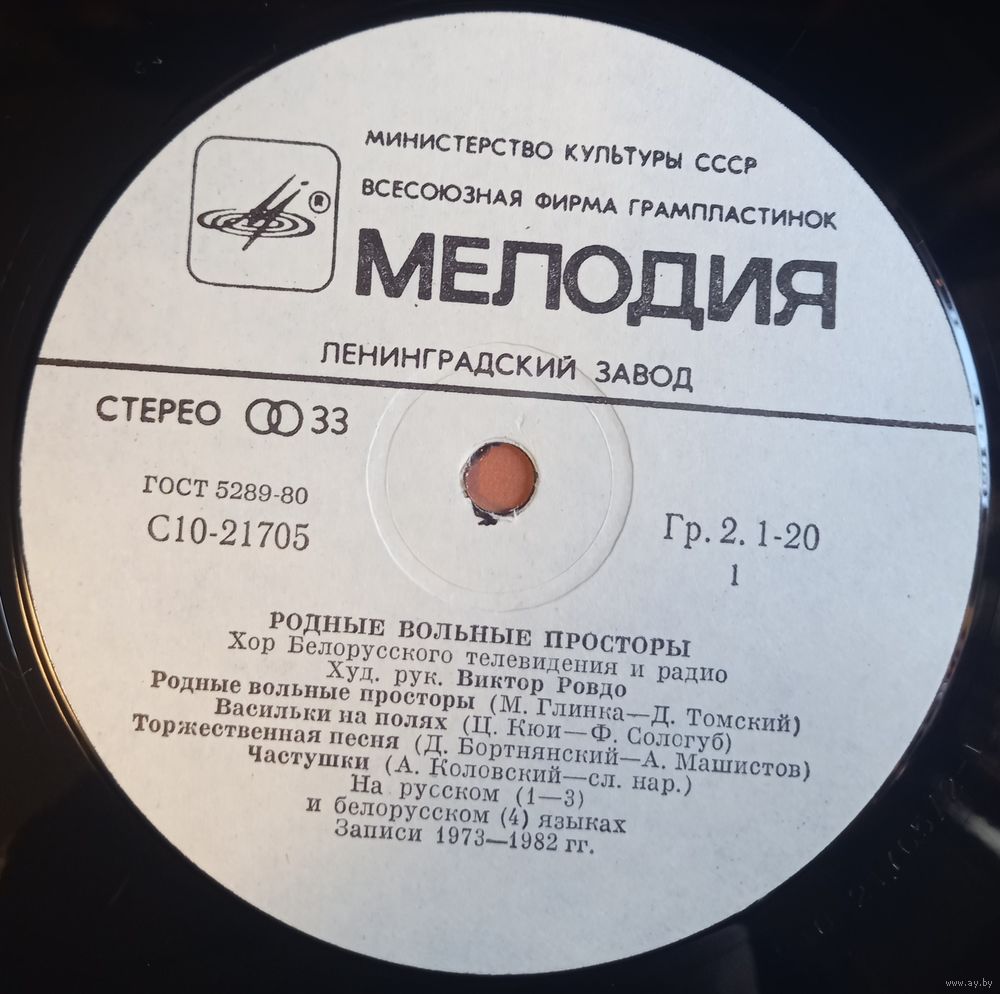 МИНИСТЕРСТВО КУЛЬТУРЫ СССР
ВСЕСОЮЗНАЯ ФИРМА ГРАМПЛАСТИНОК
®
МЕЛОДИЯ
ЛЕНИНГРАДСКИЙ ЗАВОД
СТЕРЕО 33
ГОСТ 5289-80
С10-21705
Гр. 2. 1-20
1
РОДНЫЕ ВОЛЬНЫЕ ПРОСТОРЫ
Хор Белорусского телевидения и радио
Худ. рук. Виктор Ровдо
Родные вольные просторы (М. Глинка—Д. Томский)
Васильки на полях (Ц. Кюи—Ф. Сологуб)
Торжественная песня (Д. Бортнянский—А. Машистов)
Частушки (А. Коловский—сл. нар.)
На русском (1—3)
и белорусском (4) языках
Записи 1973—1982 гг.
www.ay.by